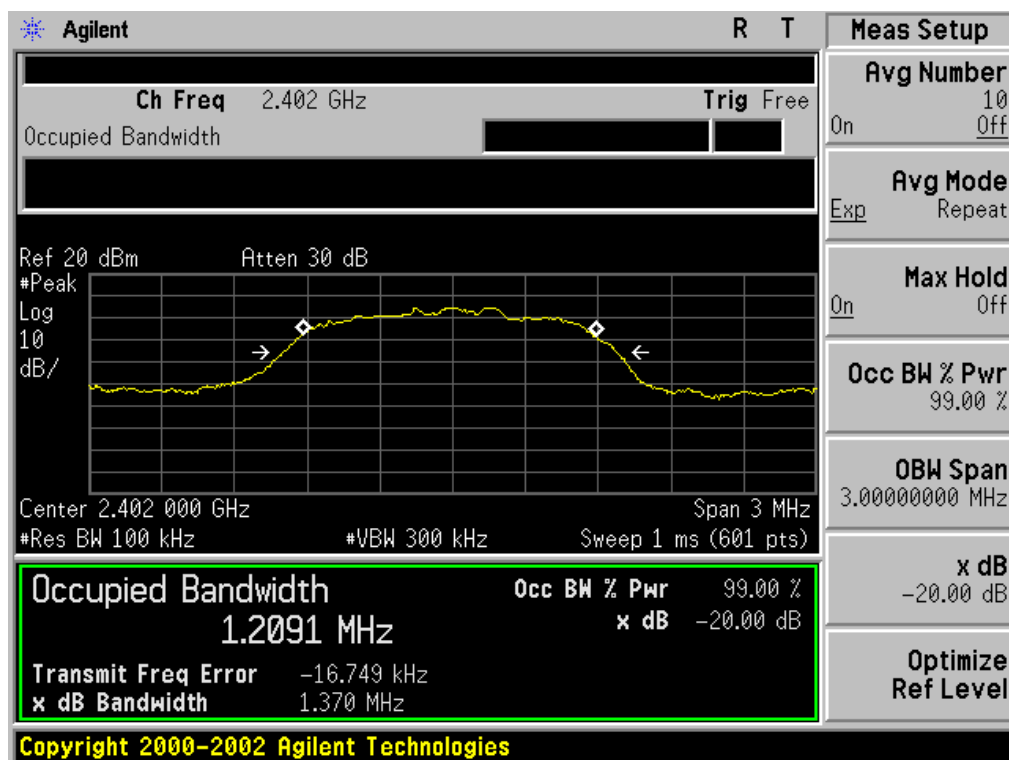 Agilent R T Meas Setup
Ch Freq 2.402 GHz Trig Free
Occupied Bandwidth
Ref 20 dBm Atten 30 dB
#Peak
Log
10
dB/
Center 2.402 000 GHz Span 3 MHz
#Res BW 100 kHz #VBW 300 kHz Sweep 1 ms (601 pts)
Occupied Bandwidth Occ BW % Pwr 99.00 %
1.2091 MHz x dB -20.00 dB
Transmit Freq Error -16.749 kHz
x dB Bandwidth 1.370 MHz
Avg Number
10
On Off
Avg Mode
Exp Repeat
Max Hold
On Off
Occ BW % Pwr
99.00 %
OBW Span
3.00000000 MHz
x dB
-20.00 dB
Optimize
Ref Level
Copyright 2000-2002 Agilent Technologies